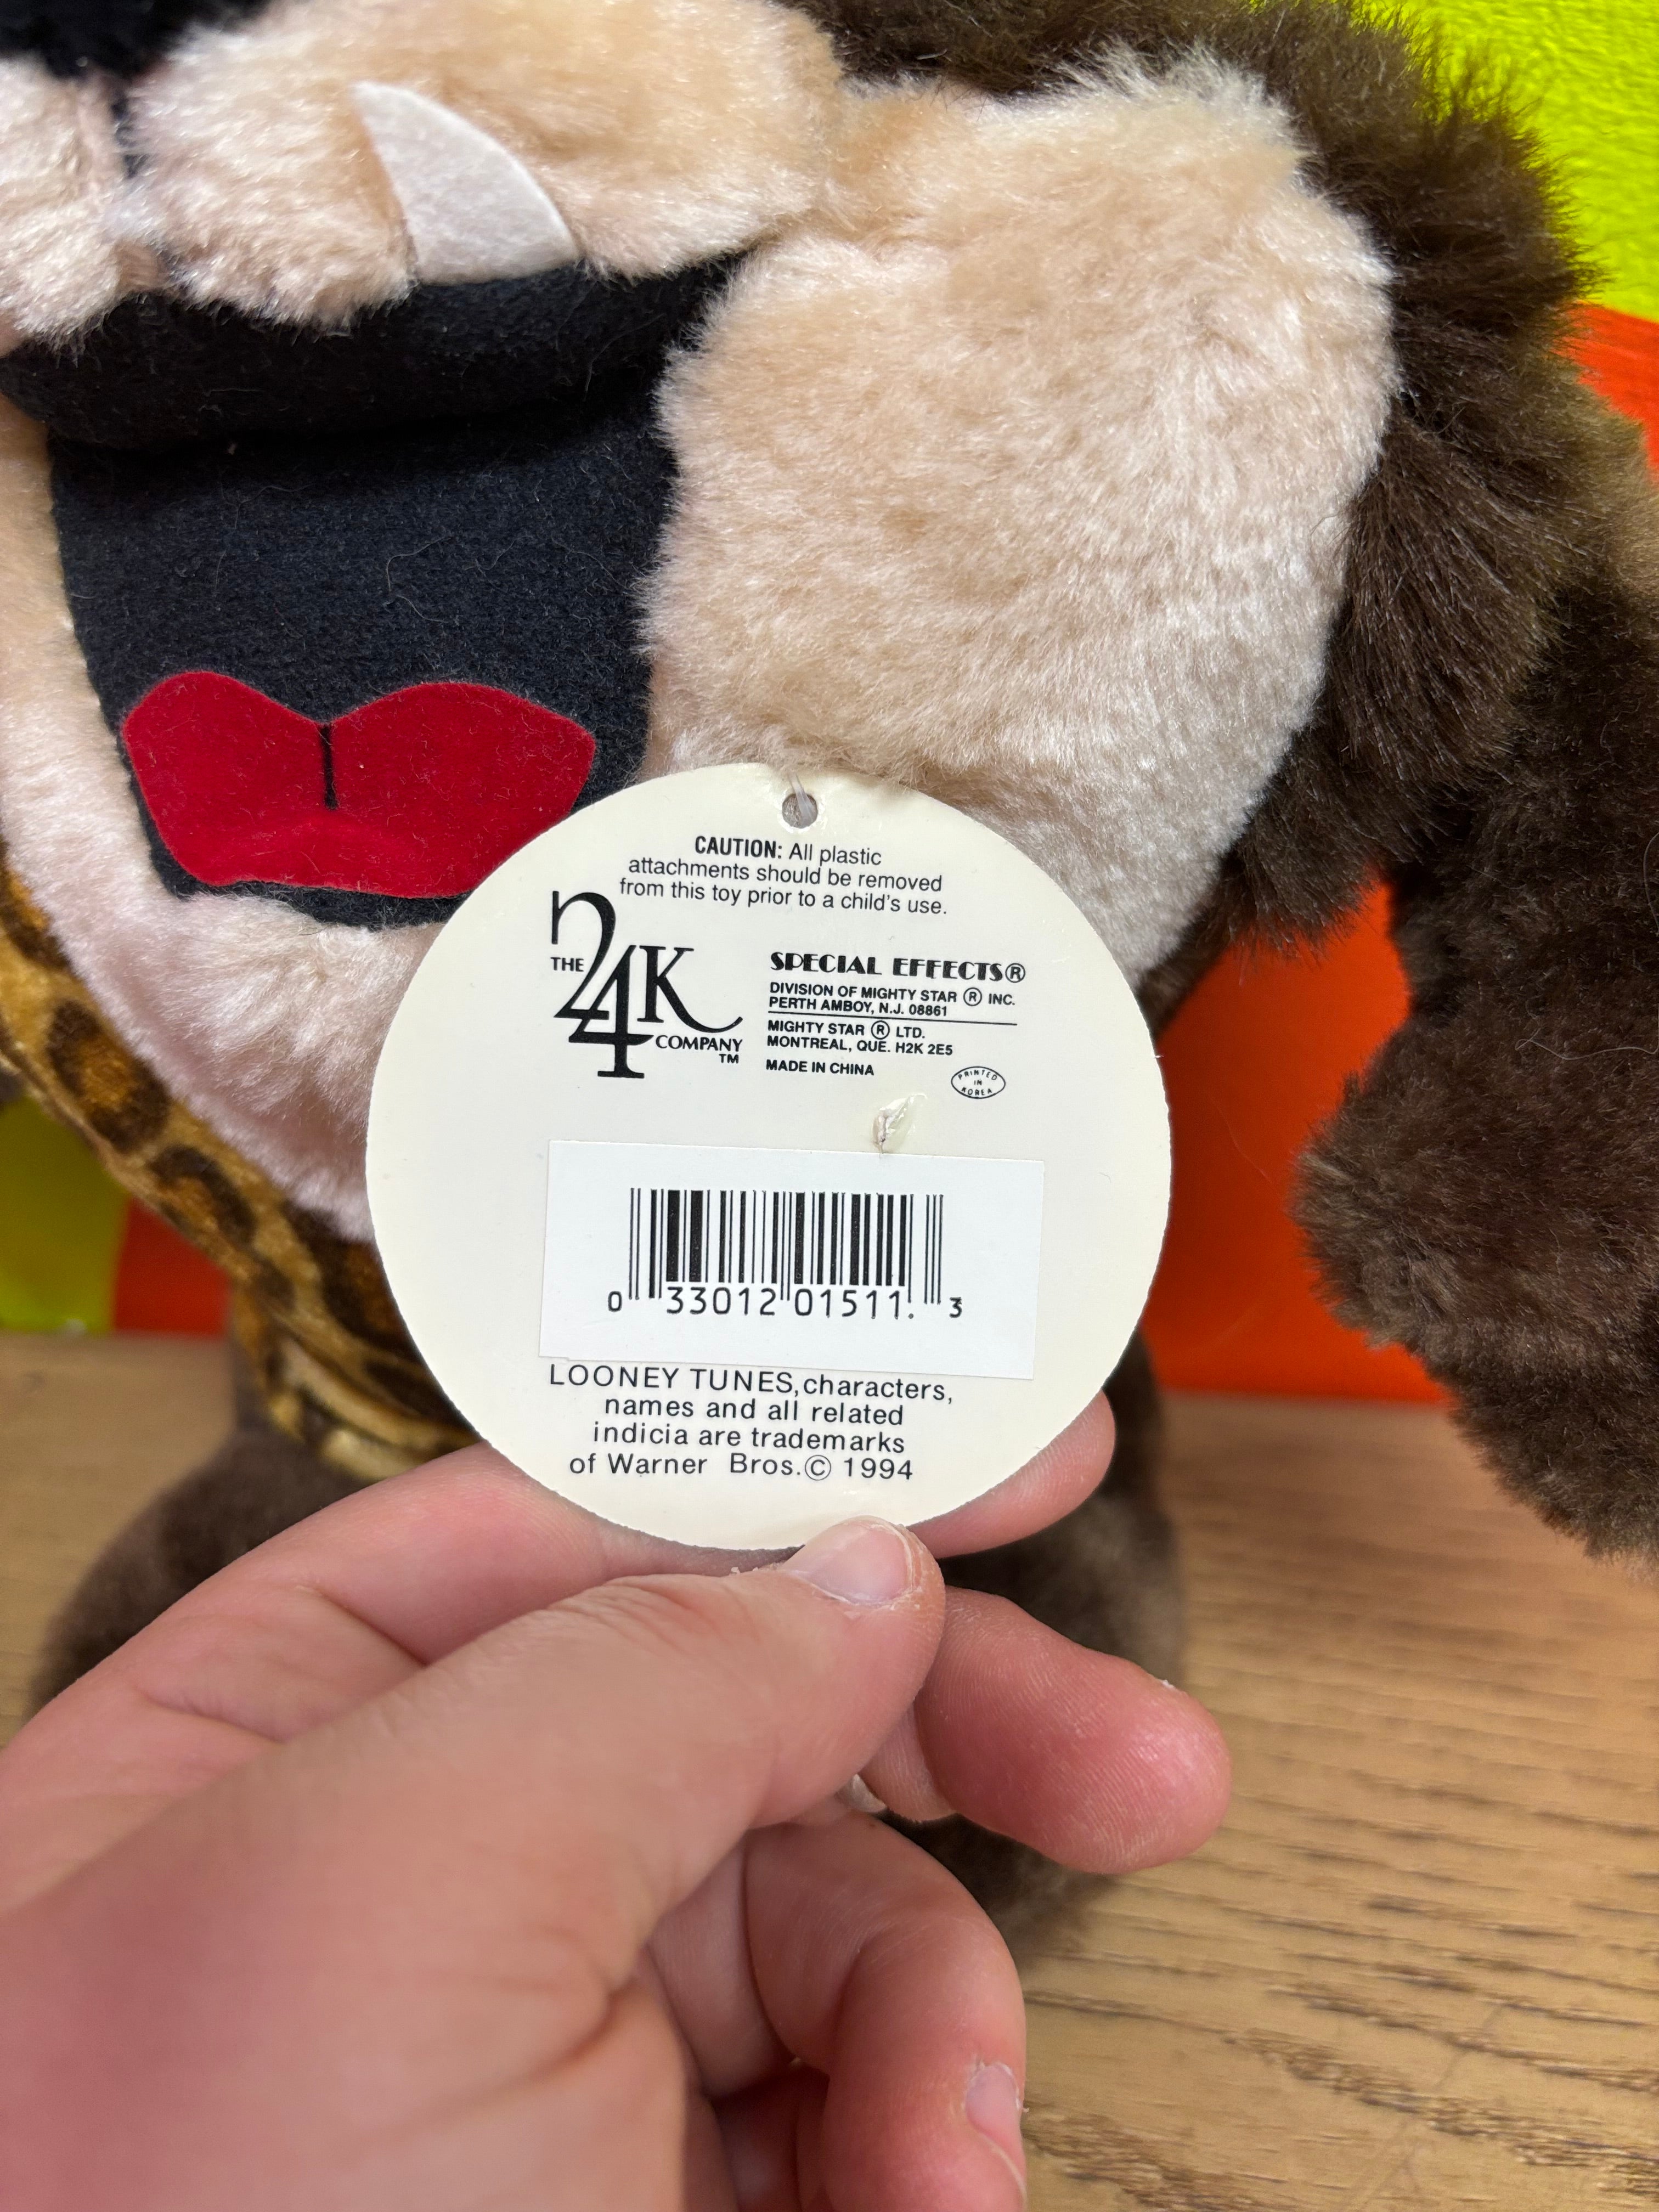 CAUTION: All plastic
attachments should be removed
from this toy prior to a child's use.
THE 24K COMPANY ™
SPECIAL EFFECTS®
DIVISION OF MIGHTY STAR ® INC.
PERTH AMBOY, N.J. 08861
MIGHTY STAR ® LTD.
MONTREAL, QUE. H2K 2E5
MADE IN CHINA
PRINTED
IN
KOREA
0 33012 01511. 3
LOONEY TUNES, characters,
names and all related
indicia are trademarks
of Warner Bros.© 1994